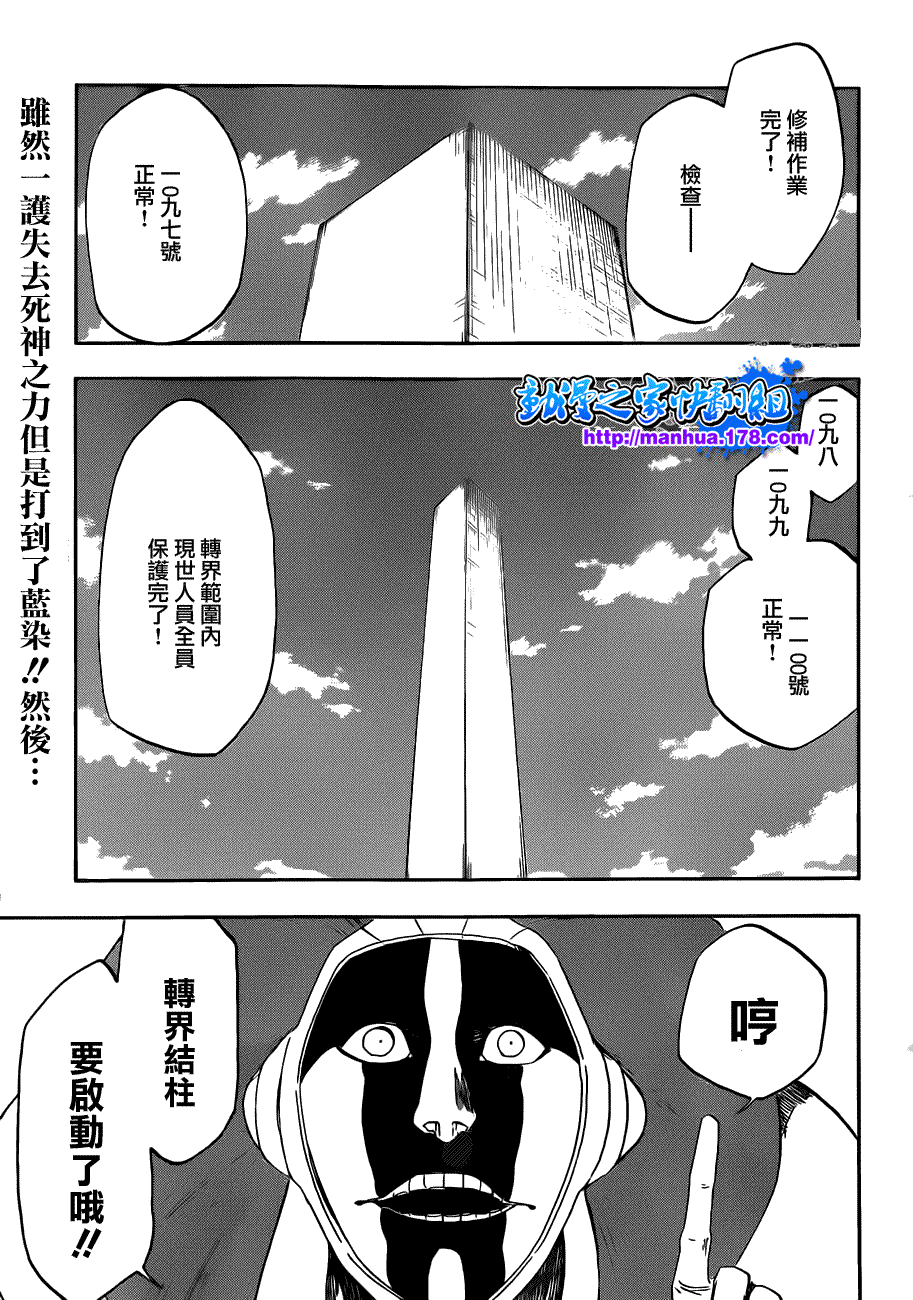 修補作業
完了！
檢查——
一〇九七號
正常！
雖然一護失去死神之力但是打到了藍染!!然後…
動漫之家快翻組
http://manhua.178.com/
一〇九八
一〇九九
一一〇〇號
正常！
轉界範圍內
現世人員全員
保護完了！
哼
轉界結柱
要啟動了哦!!